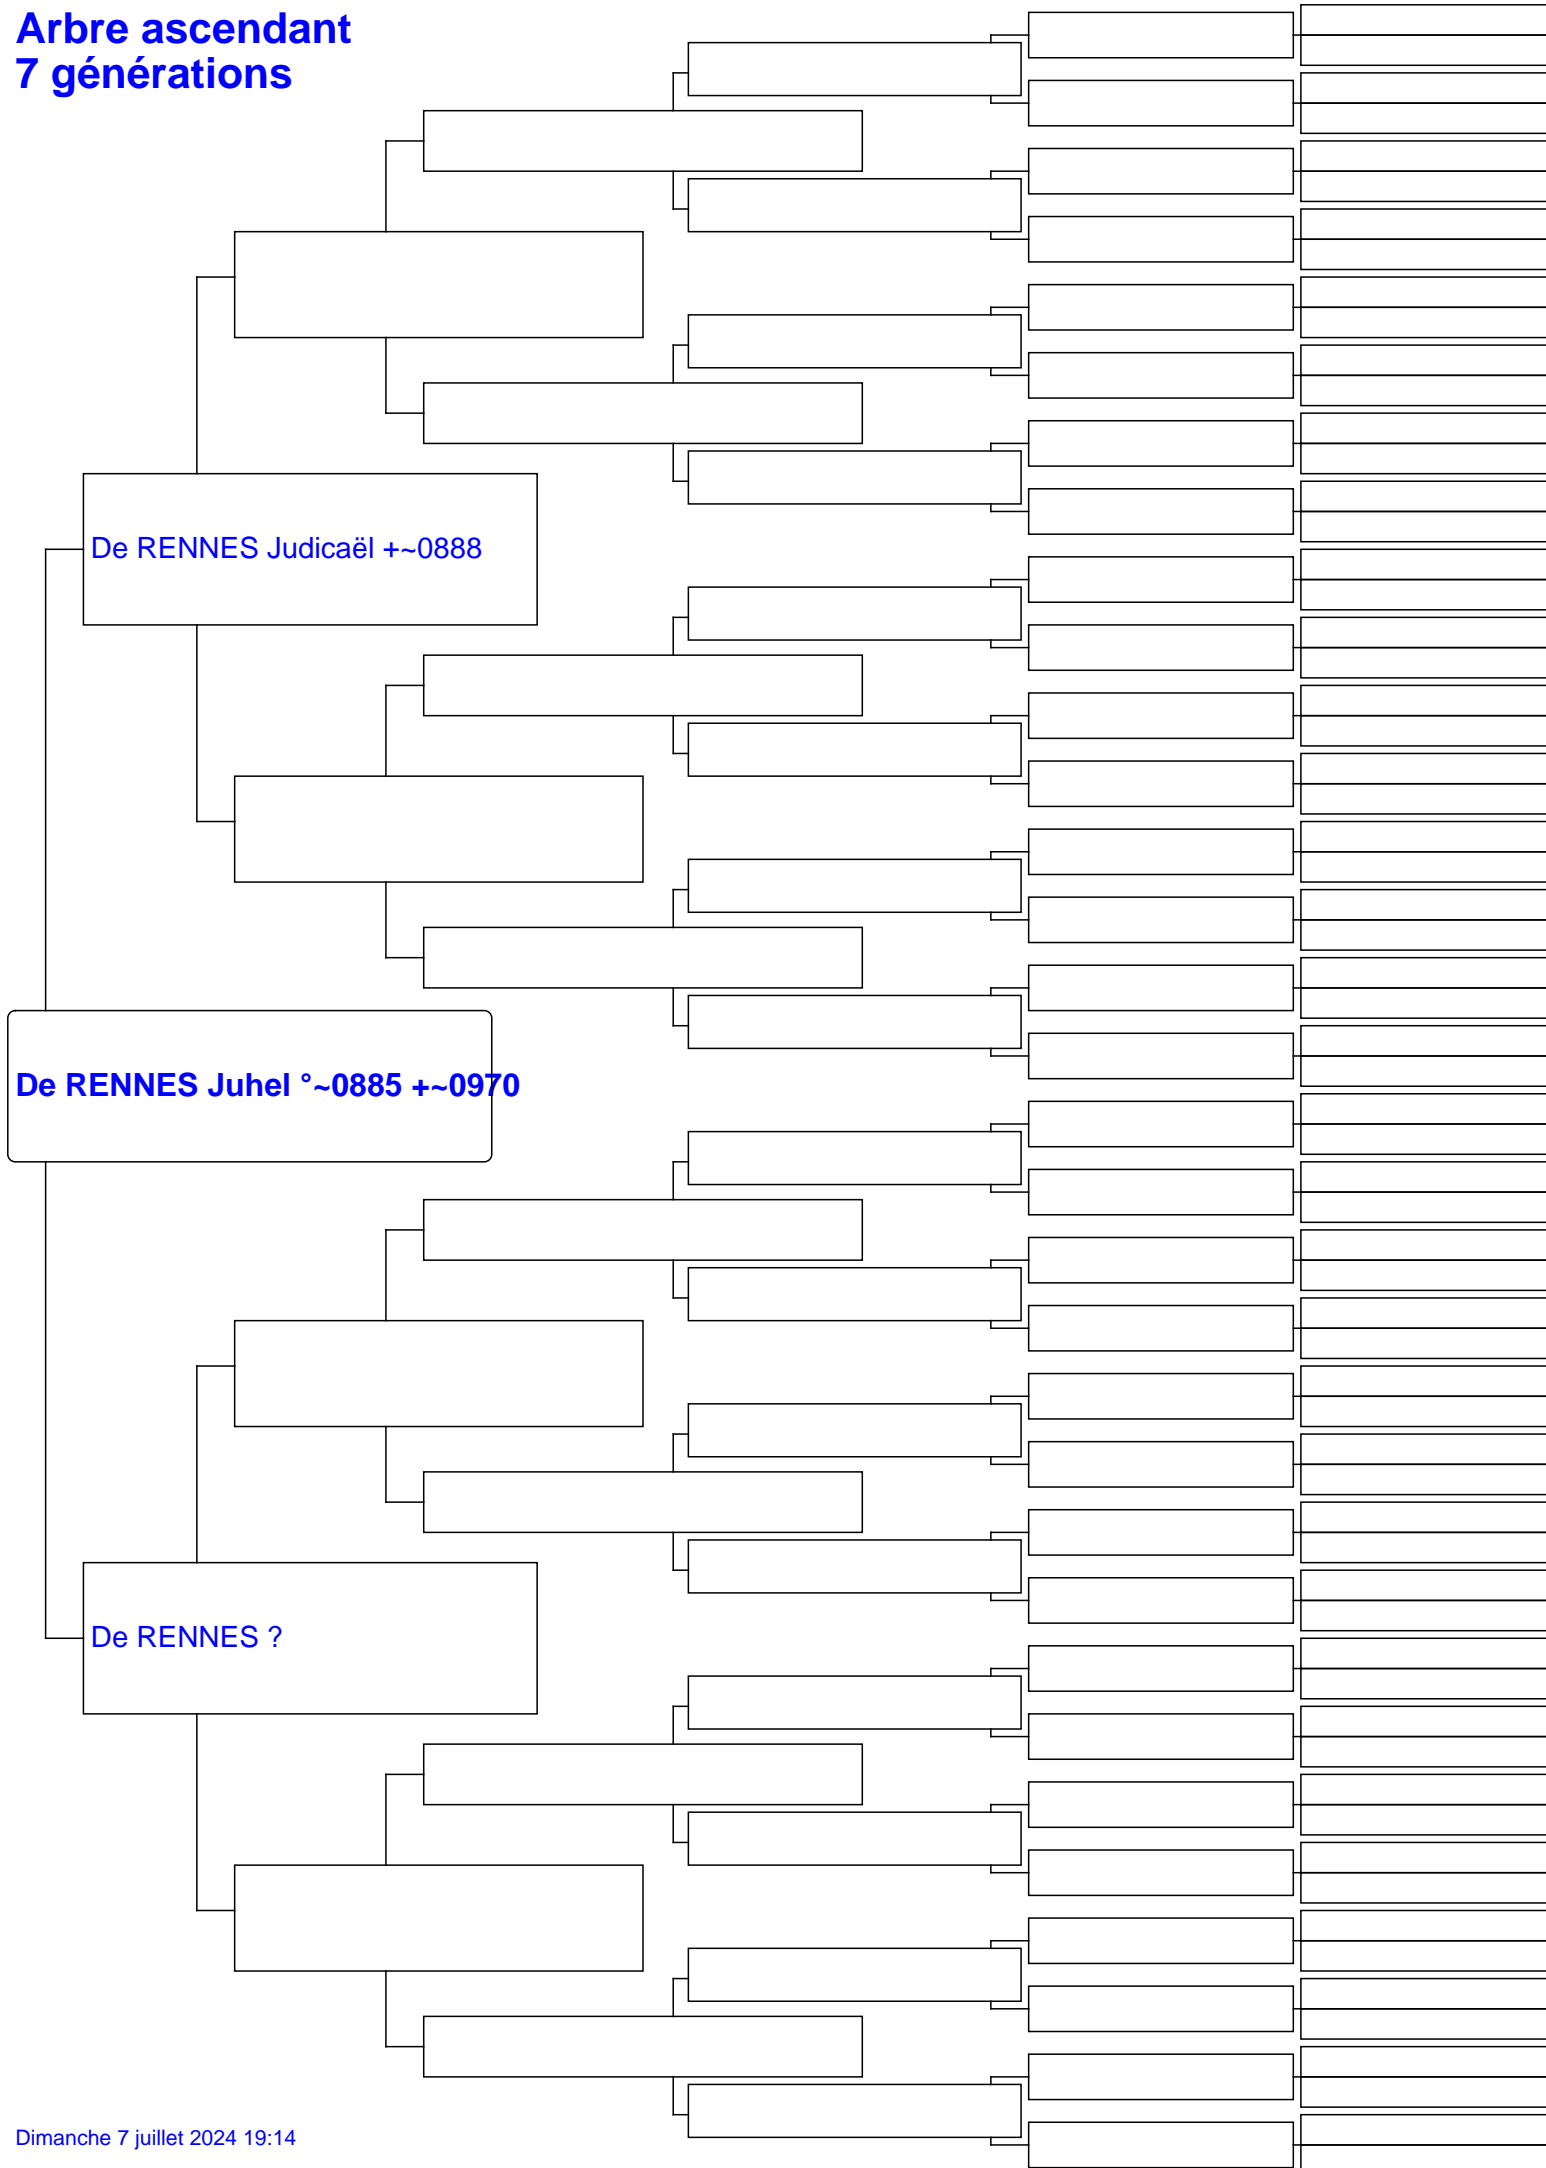 Arbre ascendant
7 générations
De RENNES Judicaël +~0888
De RENNES Juhel °~0885 +~0970
De RENNES ?
Dimanche 7 juillet 2024 19:14